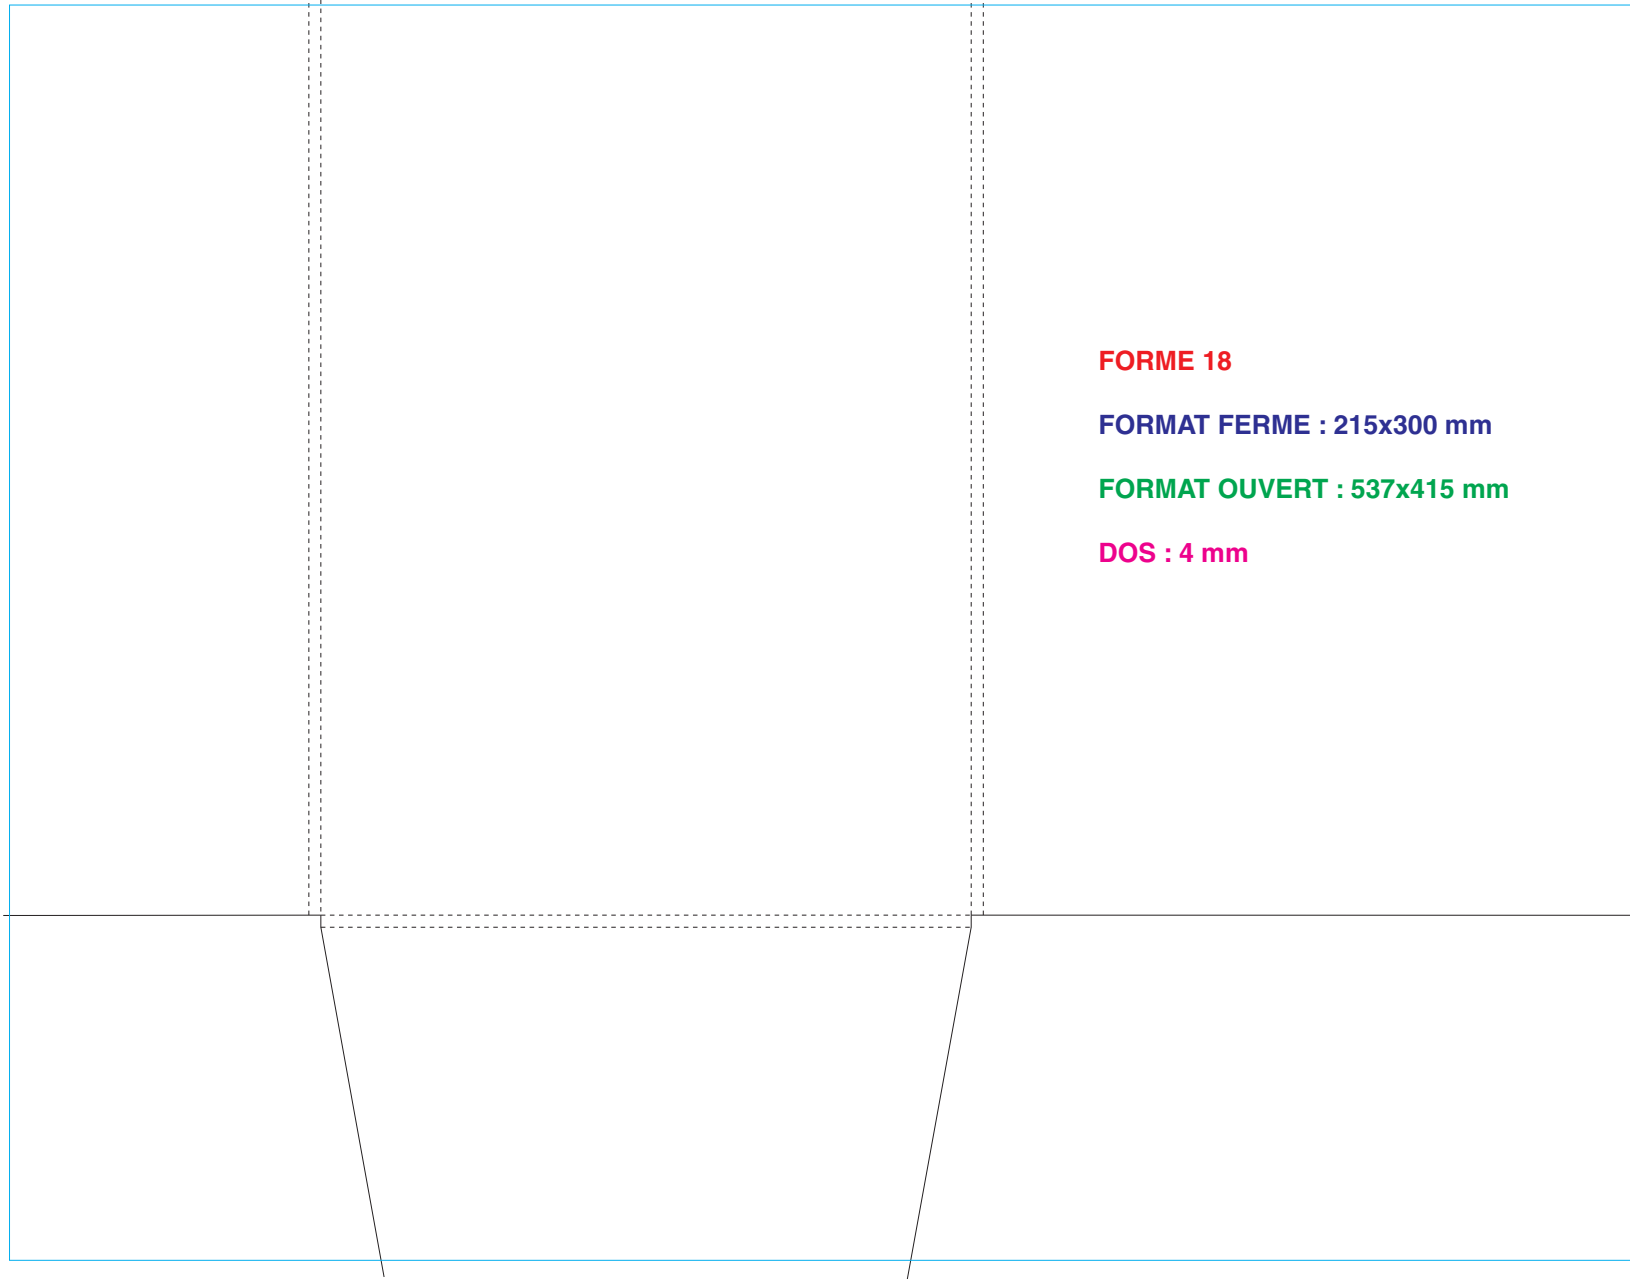 FORME 18
FORMAT FERME : 215x300 mm
FORMAT OUVERT : 537x415 mm
DOS : 4 mm